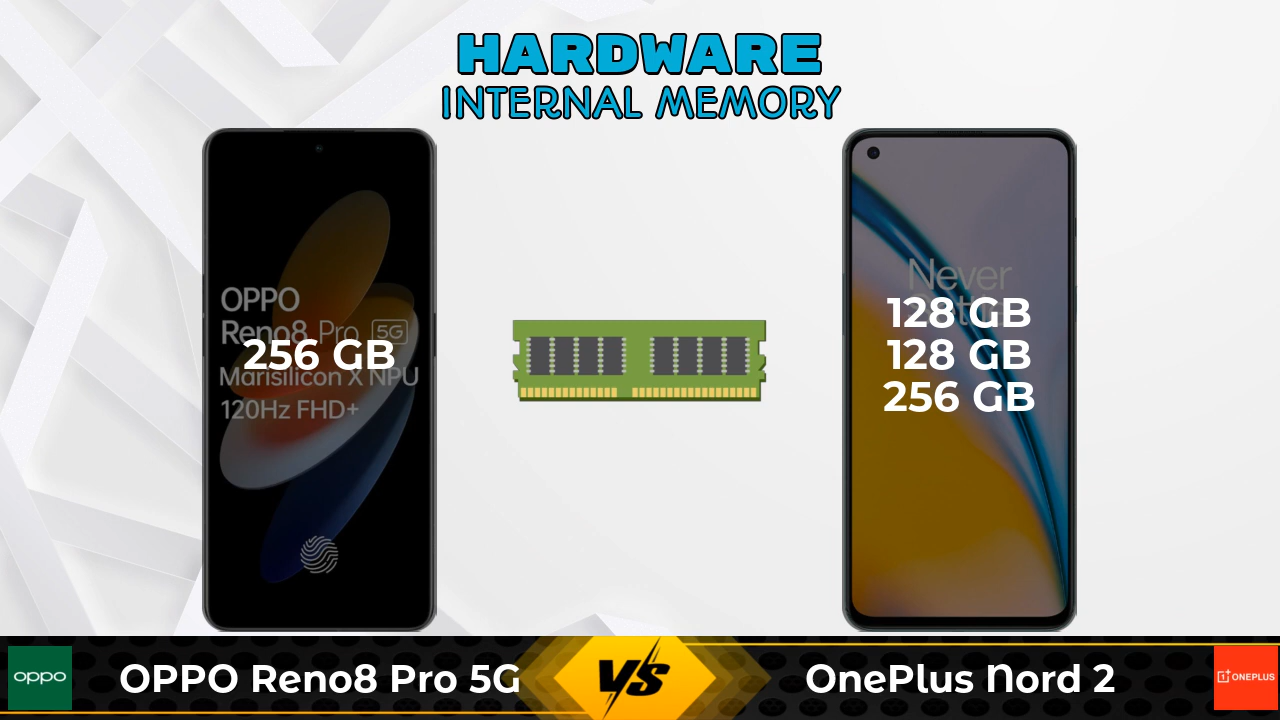 HARDWARE
INTERNAL MEMORY
OPPO
Reno8 Pro 5G
256 GB
Marisilicon X NPU
120Hz FHD+
Never
128 GB
128 GB
256 GB
oppo
OPPO Reno8 Pro 5G
VS
OnePlus Nord 2
1+ ONEPLUS